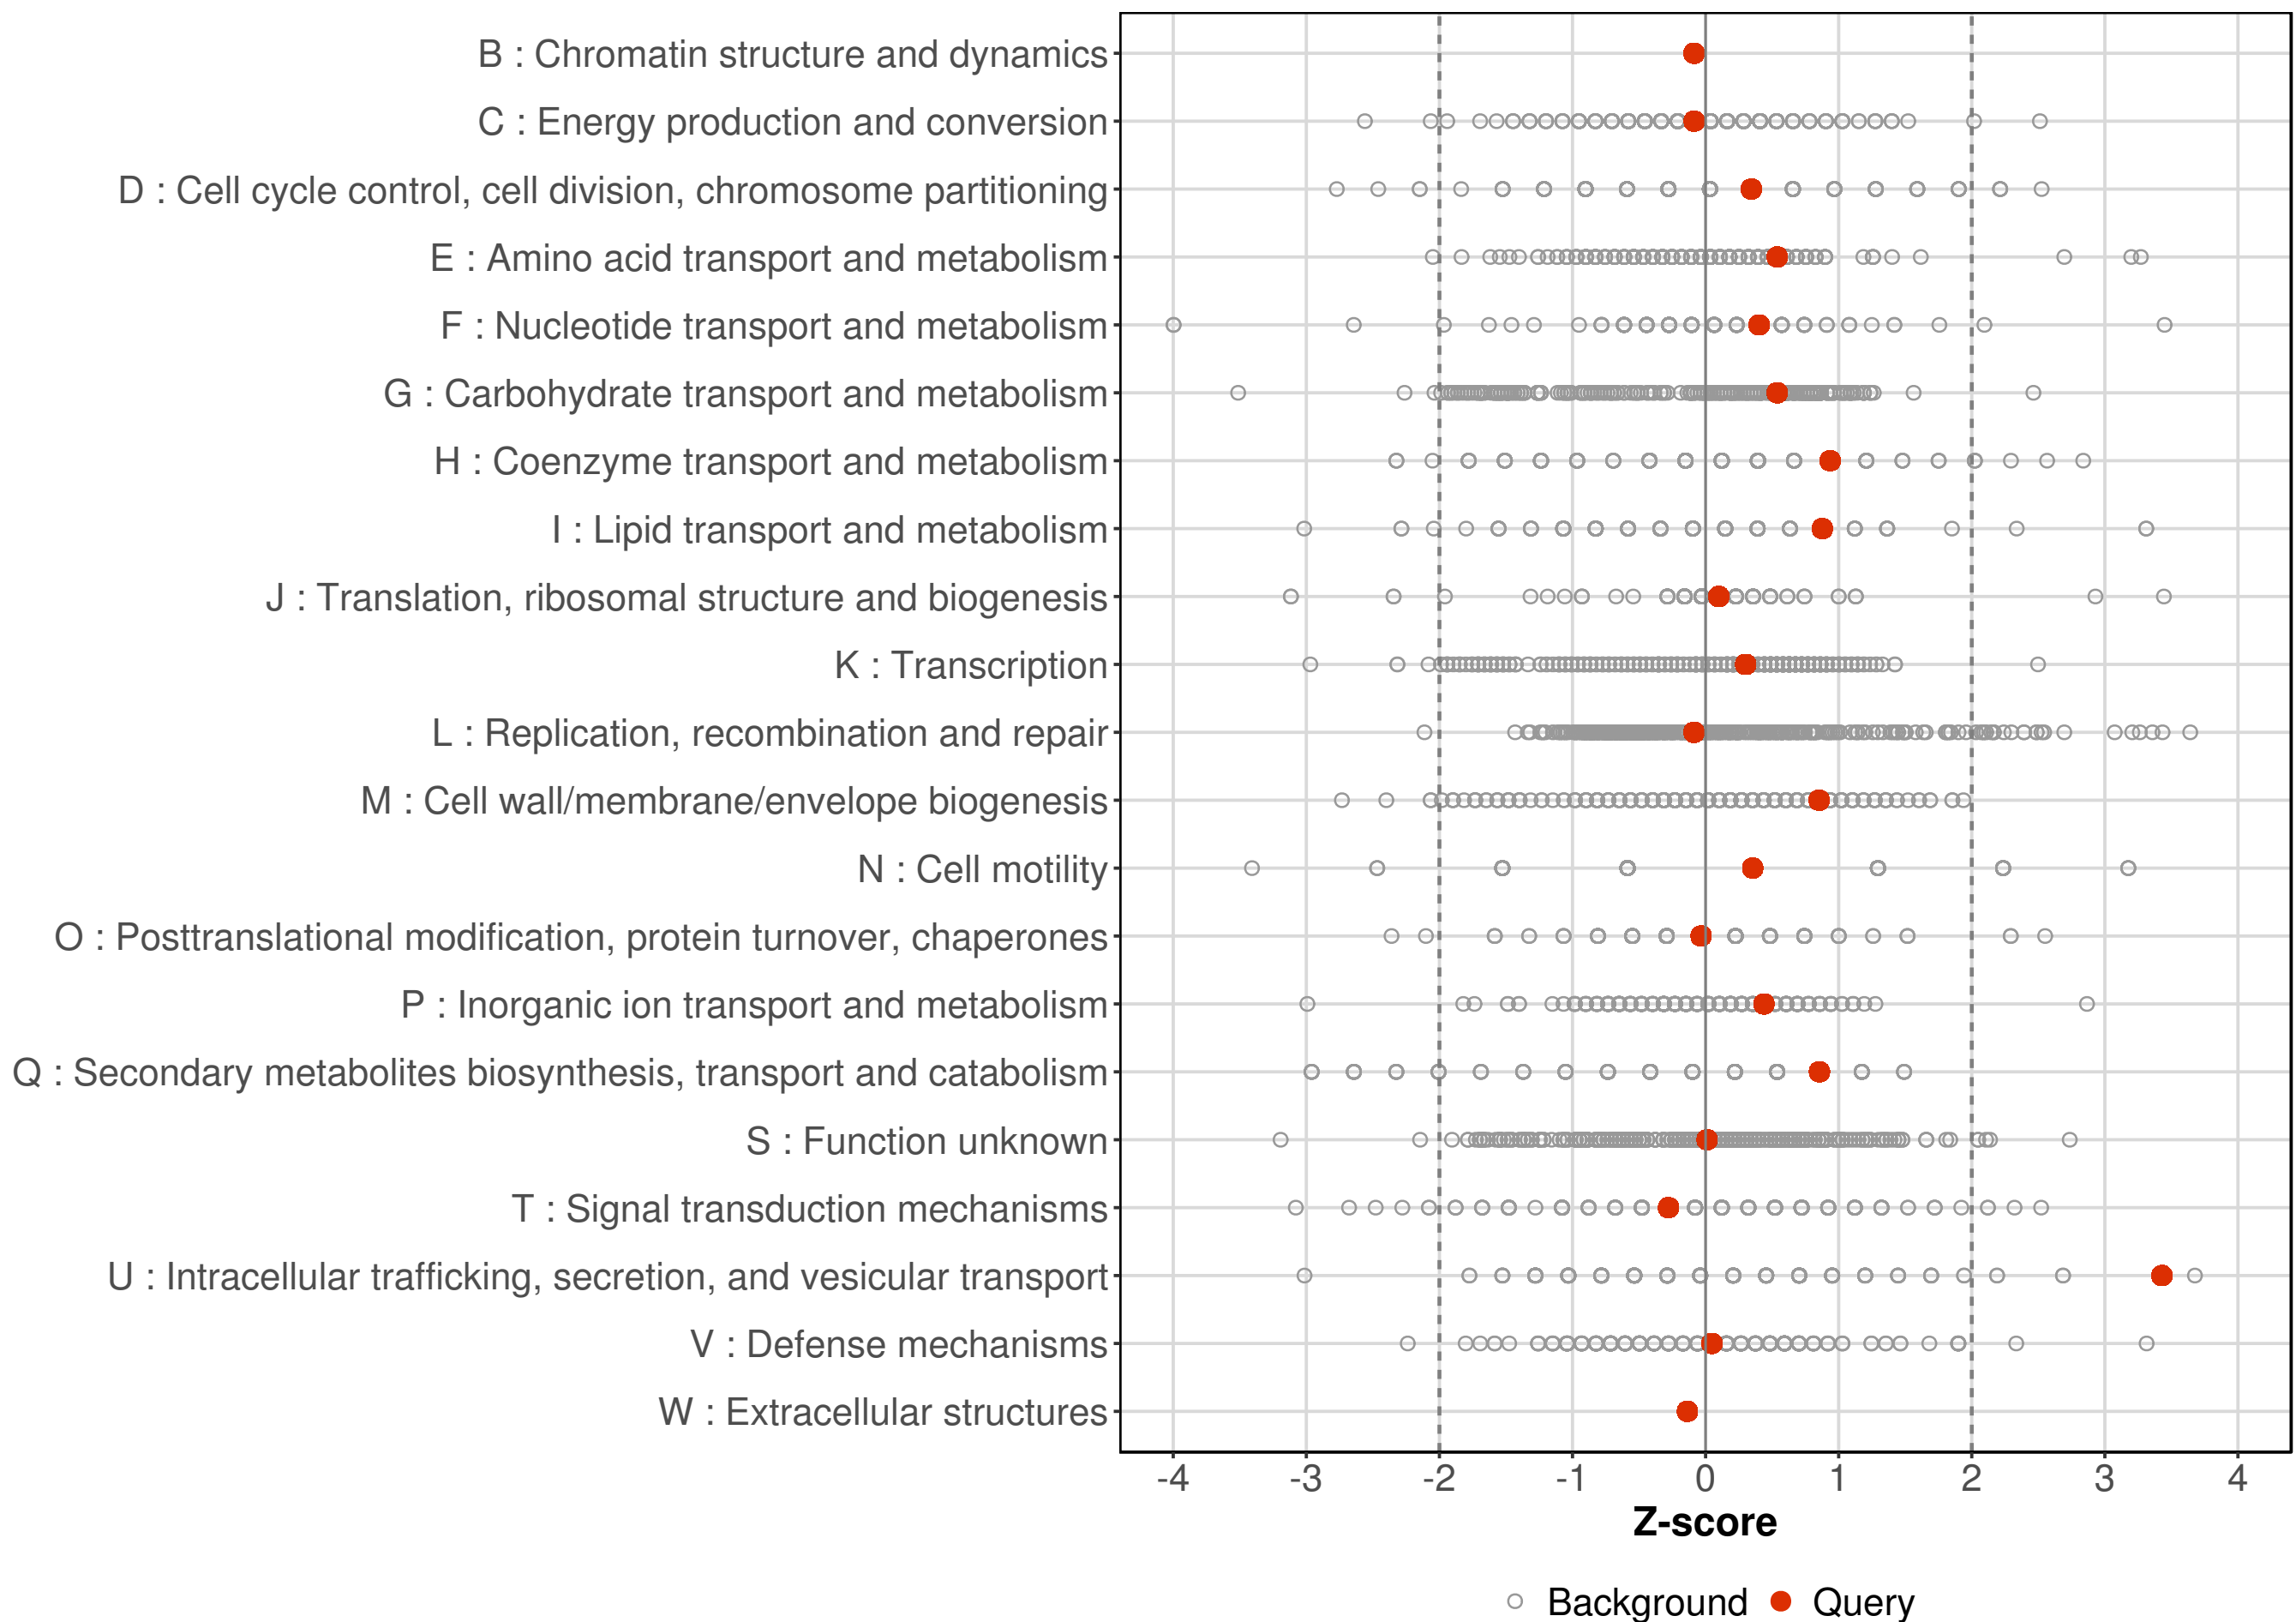 B : Chromatin structure and dynamics
C : Energy production and conversion
D : Cell cycle control, cell division, chromosome partitioning
E : Amino acid transport and metabolism
F : Nucleotide transport and metabolism
G : Carbohydrate transport and metabolism
H : Coenzyme transport and metabolism
I : Lipid transport and metabolism
J : Translation, ribosomal structure and biogenesis
K : Transcription
L : Replication, recombination and repair
M : Cell wall/membrane/envelope biogenesis
N : Cell motility
O : Posttranslational modification, protein turnover, chaperones
P : Inorganic ion transport and metabolism
Q : Secondary metabolites biosynthesis, transport and catabolism
S : Function unknown
T : Signal transduction mechanisms
U : Intracellular trafficking, secretion, and vesicular transport
V : Defense mechanisms
W : Extracellular structures
-4 -3 -2 -1 0 1 2 3 4
Z-score
Background Query